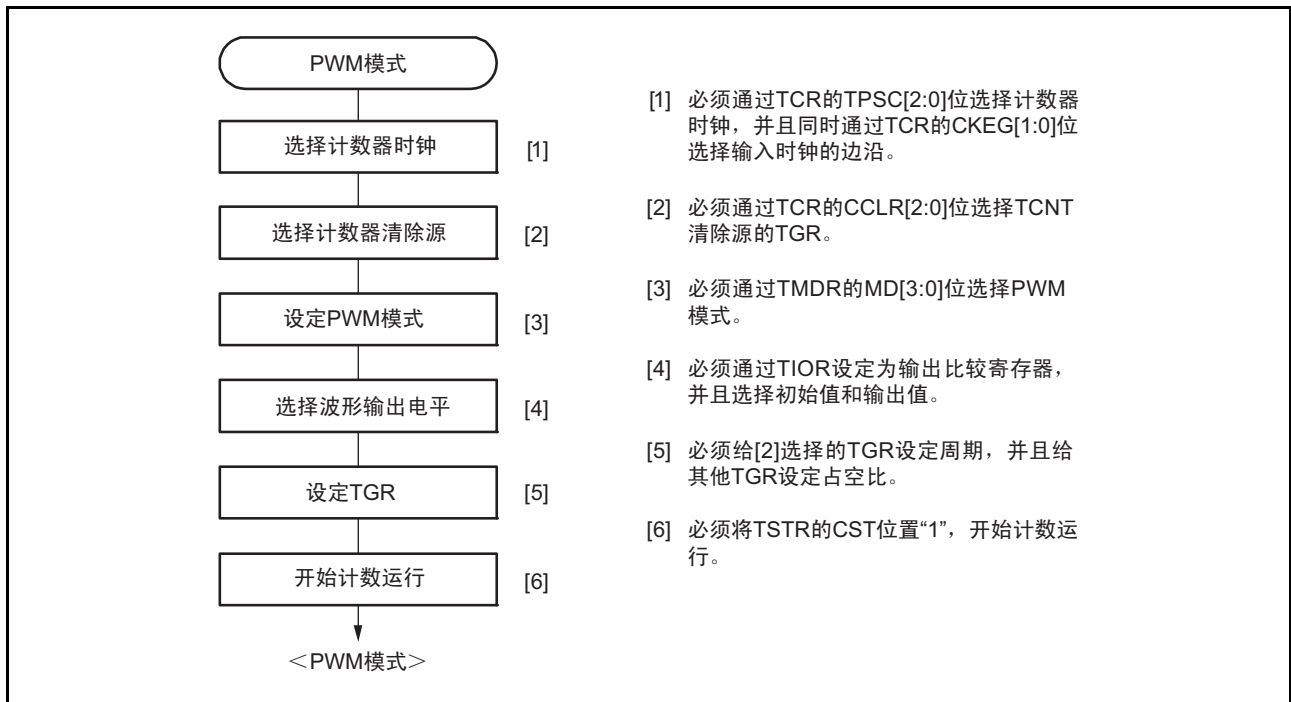 PWM模式
选择计数器时钟 [1]
选择计数器清除源 [2]
设定PWM模式 [3]
选择波形输出电平 [4]
设定TGR [5]
开始计数运行 [6]
＜PWM模式＞
[1] 必须通过TCR的TPSC[2:0]位选择计数器
时钟，并且同时通过TCR的CKEG[1:0]位
选择输入时钟的边沿。
[2] 必须通过TCR的CCLR[2:0]位选择TCNT
清除源的TGR。
[3] 必须通过TMDR的MD[3:0]位选择PWM
模式。
[4] 必须通过TIOR设定为输出比较寄存器，
并且选择初始值和输出值。
[5] 必须给[2]选择的TGR设定周期，并且给
其他TGR设定占空比。
[6] 必须将TSTR的CST位置“1”，开始计数运
行。